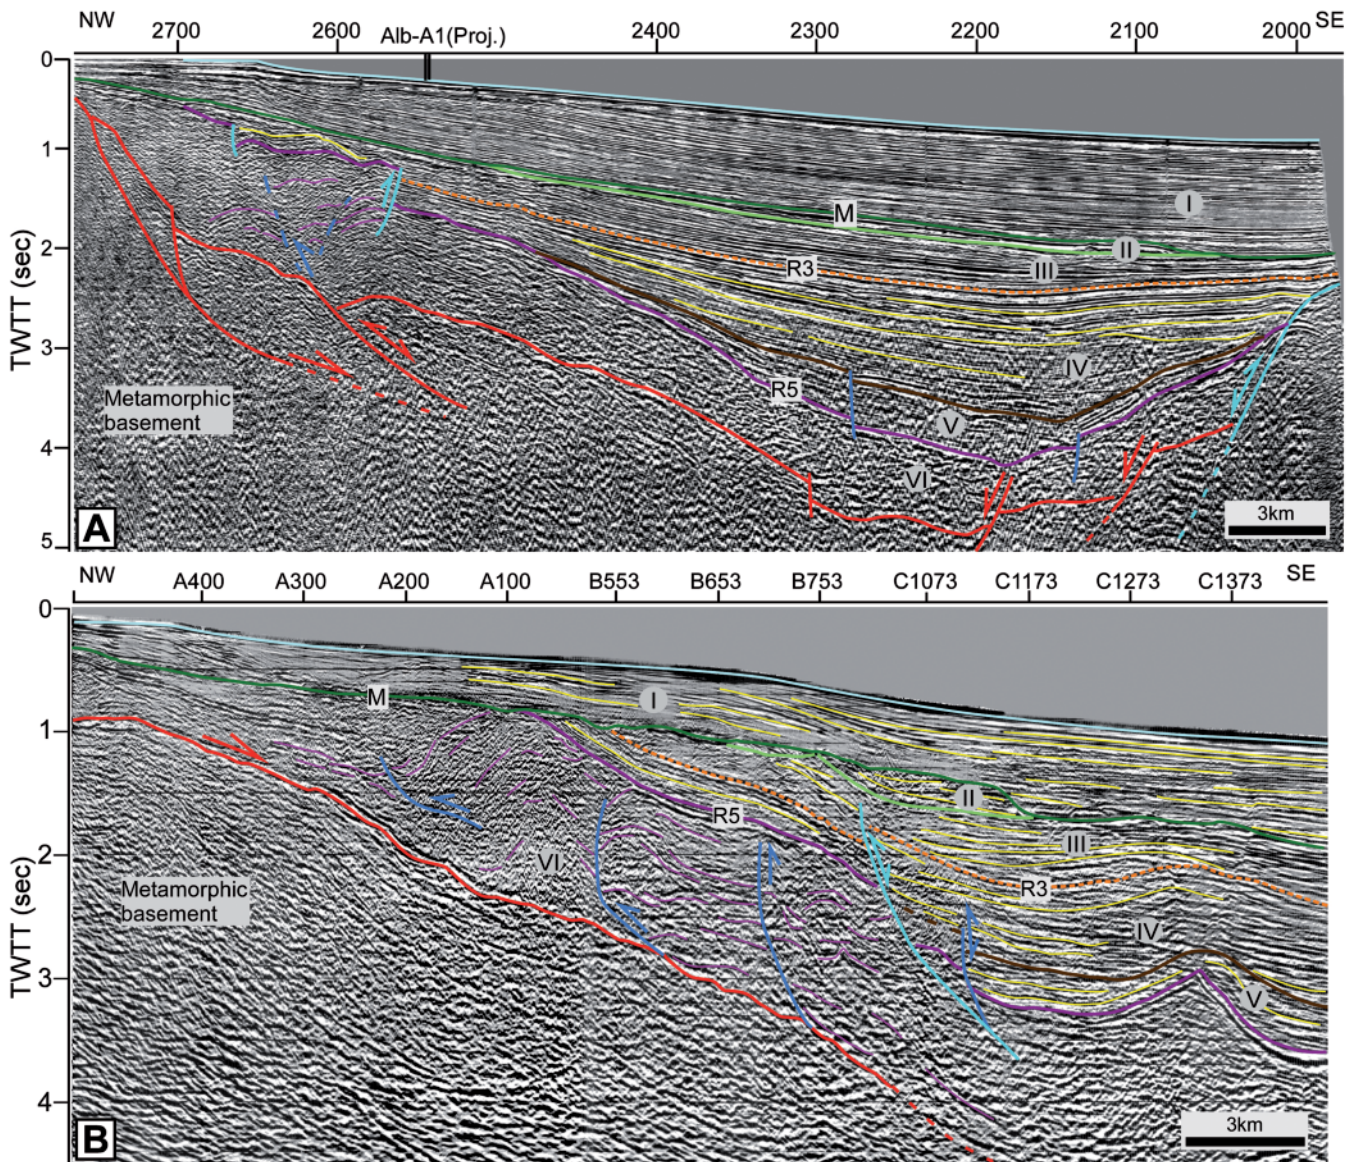 NW
SE
2700
2600
Alb-A1(Proj.)
2400
2300
2200
2100
2000
0
1
2
3
4
5
TWTT (sec)
I
M
II
III
R3
IV
R5
V
VI
Metamorphic
basement
A
3km
NW
A400
A300
A200
A100
B553
B653
B753
C1073
C1173
C1273
C1373
SE
0
1
2
3
4
TWTT (sec)
M
I
II
R5
III
VI
R3
IV
V
Metamorphic
basement
B
3km